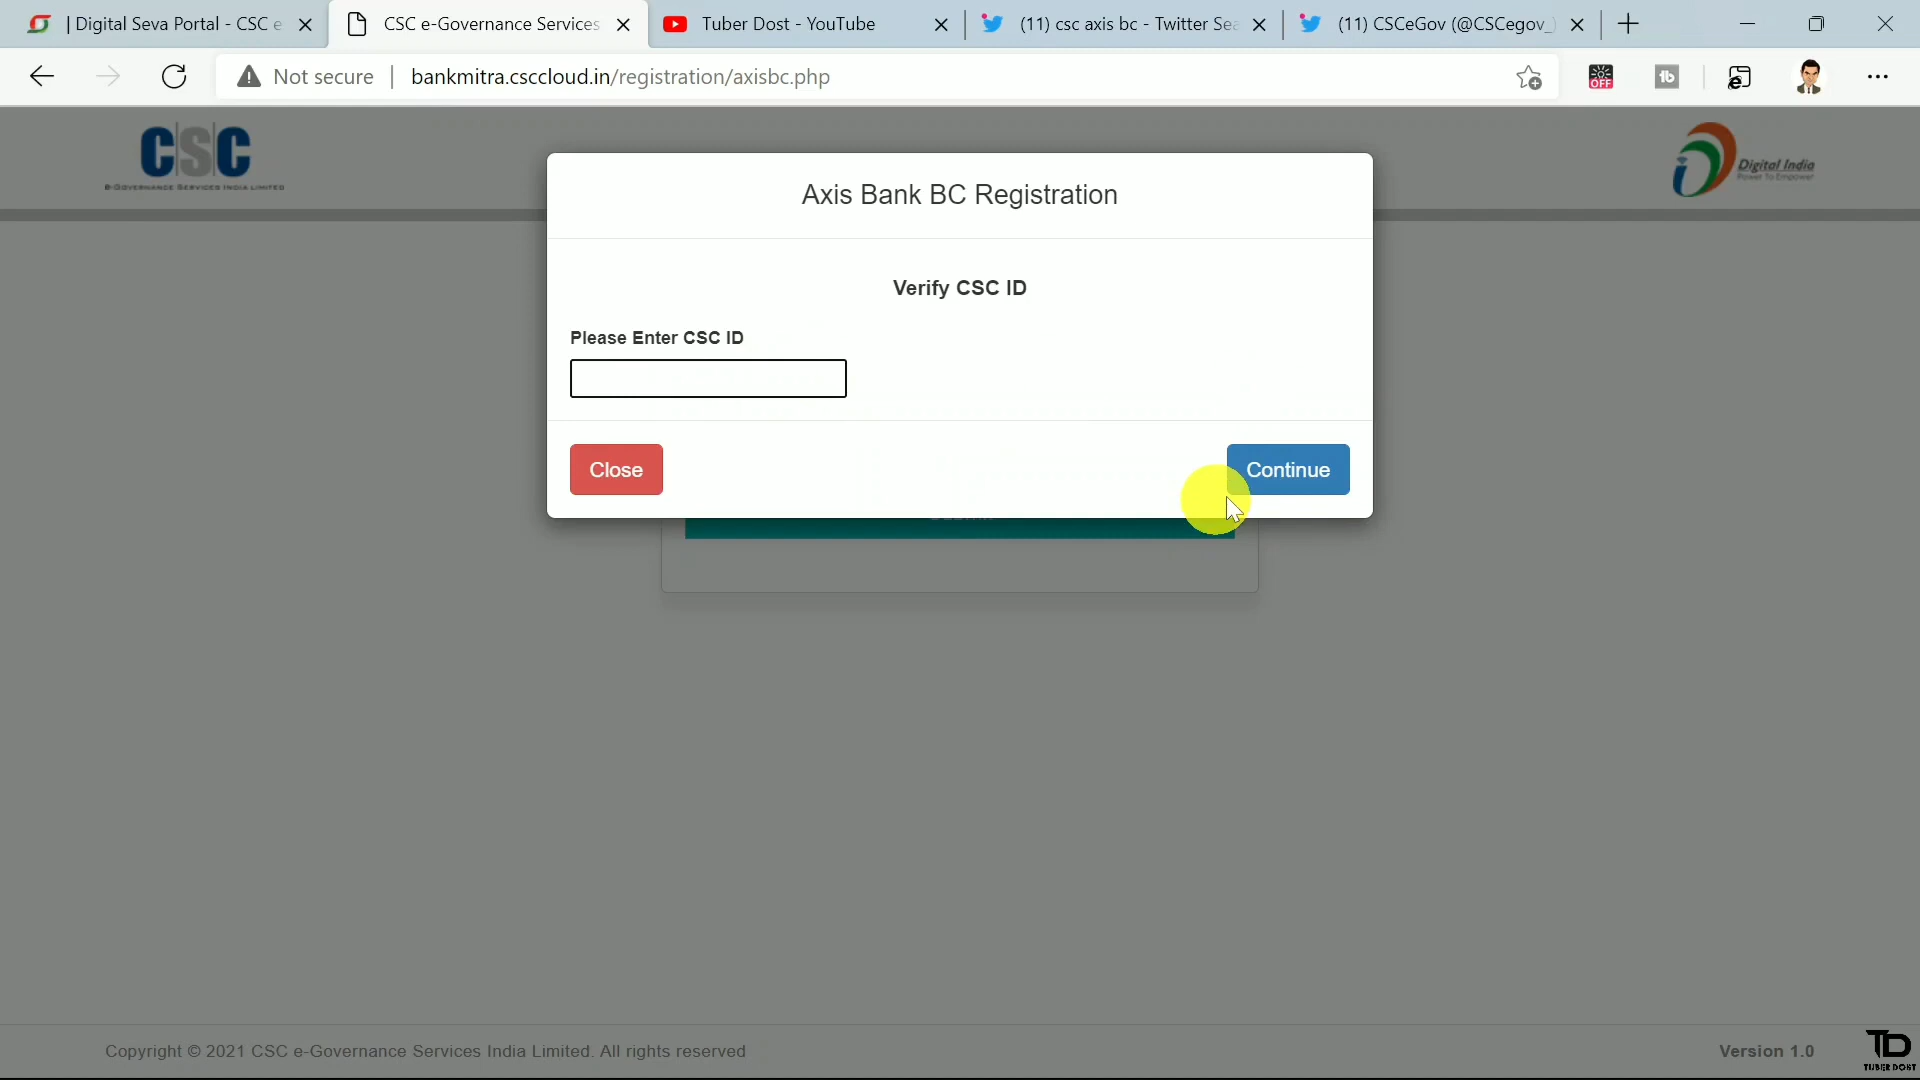 | Digital Seva Portal - CSC e
CSC e-Governance Services
Tuber Dost - YouTube
(11) csc axis bc - Twitter Sea
(11) CSCeGov (@CSCegov_)
Not secure
bankmitra.csccloud.in/registration/axisbc.php
OFF
tb
CSC
E-GOVERNANCE SERVICES INDIA LIMITED
Digital India
Power To Empower
Axis Bank BC Registration
Verify CSC ID
Please Enter CSC ID
Close
Continue
Copyright © 2021 CSC e-Governance Services India Limited. All rights reserved
Version 1.0
TD
TUBER DOST